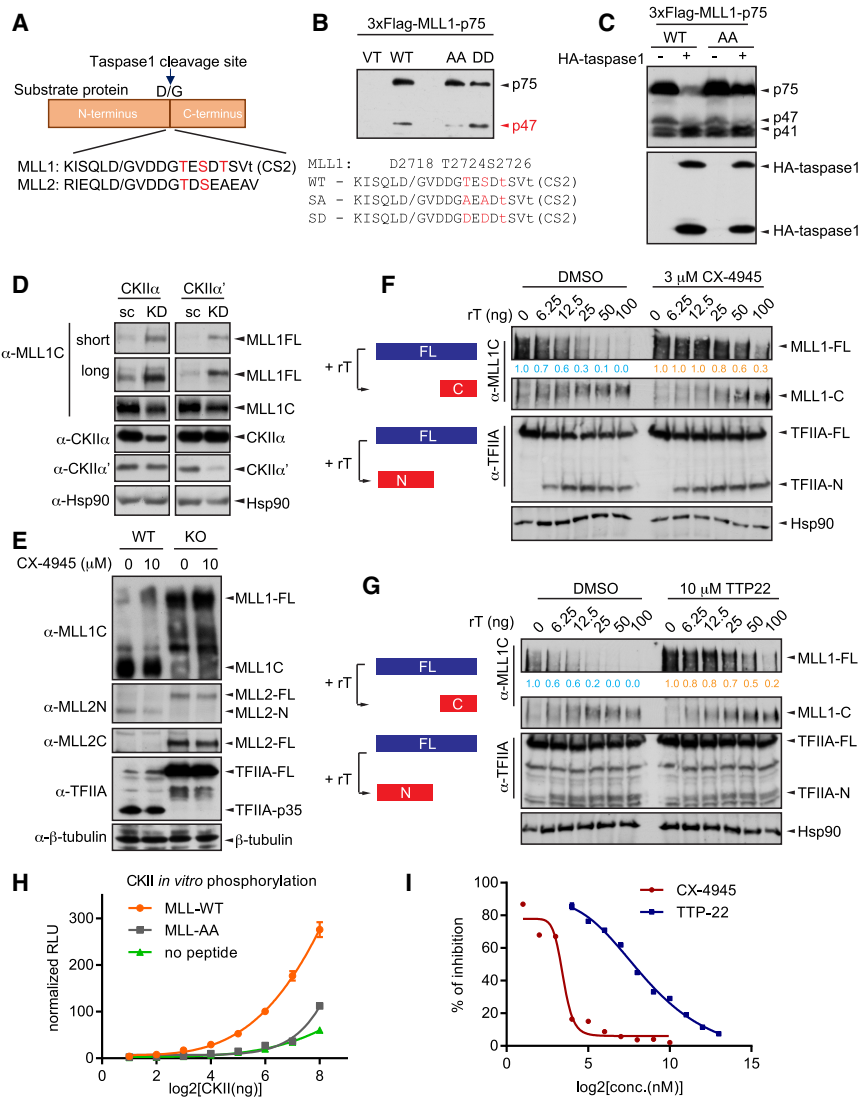 A
Taspase1 cleavage site
Substrate protein D/G
N-terminus C-terminus
MLL1: KISQLD/GVDDGTESDTSVt (CS2)
MLL2: RIEQLD/GVDDGTDSEAEAV
B
3xFlag-MLL1-p75
VT WT AA DD
p75
p47
MLL1: D2718 T2724S2726
WT - KISQLD/GVDDGTESDtSVt(CS2)
SA - KISQLD/GVDDGAEADtSVt(CS2)
SD - KISQLD/GVDDGDEDDtSVt(CS2)
C
3xFlag-MLL1-p75
WT AA
HA-taspase1 - + - +
p75
p47
p41
HA-taspase1
HA-taspase1
D
CKIIα CKIIα'
sc KD sc KD
α-MLL1C
short MLL1FL
long MLL1FL
MLL1C
α-CKIIα CKIIα
α-CKIIα' CKIIα'
α-Hsp90 Hsp90
E
WT KO
CX-4945 (μM) 0 10 0 10
α-MLL1C
MLL1-FL
MLL1C
α-MLL2N
MLL2-FL
MLL2-N
α-MLL2C MLL2-FL
α-TFIIA
TFIIA-FL
TFIIA-p35
α-β-tubulin β-tubulin
F
DMSO 3 μM CX-4945
rT (ng) 0 6.25 12.5 25 50 100 0 6.25 12.5 25 50 100
+ rT
FL
C
α-MLL1C
MLL1-FL
1.0 0.7 0.6 0.3 0.1 0.0 1.0 1.0 1.0 0.8 0.6 0.3
MLL1-C
+ rT
FL
N
α-TFIIA
TFIIA-FL
TFIIA-N
Hsp90
G
DMSO 10 μM TTP22
rT (ng) 0 6.25 12.5 25 50 100 0 6.25 12.5 25 50 100
+ rT
FL
C
α-MLL1C
MLL1-FL
1.0 0.6 0.6 0.2 0.0 0.0 1.0 0.8 0.8 0.7 0.5 0.2
MLL1-C
+ rT
FL
N
α-TFIIA
TFIIA-FL
TFIIA-N
Hsp90
H
CKII in vitro phosphorylation
MLL-WT
MLL-AA
no peptide
normalized RLU
300
200
100
0
0 2 4 6 8
log2[CKII(ng)]
I
CX-4945
TTP-22
% of inhibition
100
80
60
40
20
0
0 5 10 15
log2[conc.(nM)]